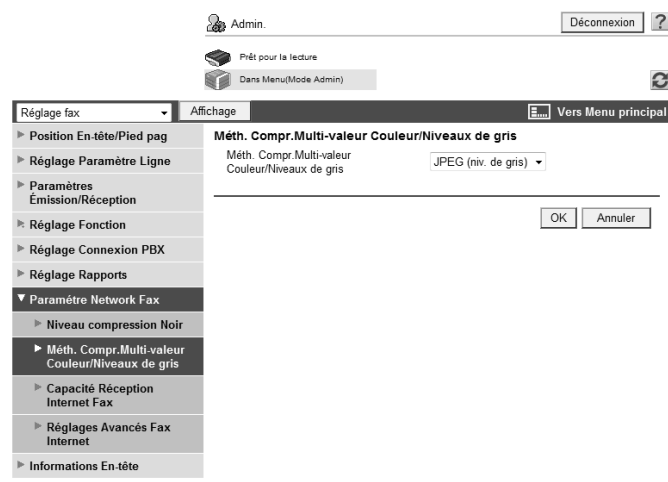 Admin.
Déconnexion
?
Prêt pour la lecture
Dans Menu(Mode Admin)
Réglage fax
Affichage
Vers Menu principal
Position En-tête/Pied pag
Réglage Paramètre Ligne
Paramètres
Émission/Réception
Réglage Fonction
Réglage Connexion PBX
Réglage Rapports
Paramétre Network Fax
Niveau compression Noir
Méth. Compr.Multi-valeur
Couleur/Niveaux de gris
Capacité Réception
Internet Fax
Réglages Avancés Fax
Internet
Informations En-tête
Méth. Compr.Multi-valeur Couleur/Niveaux de gris
Méth. Compr.Multi-valeur
Couleur/Niveaux de gris
JPEG (niv. de gris)
OK
Annuler